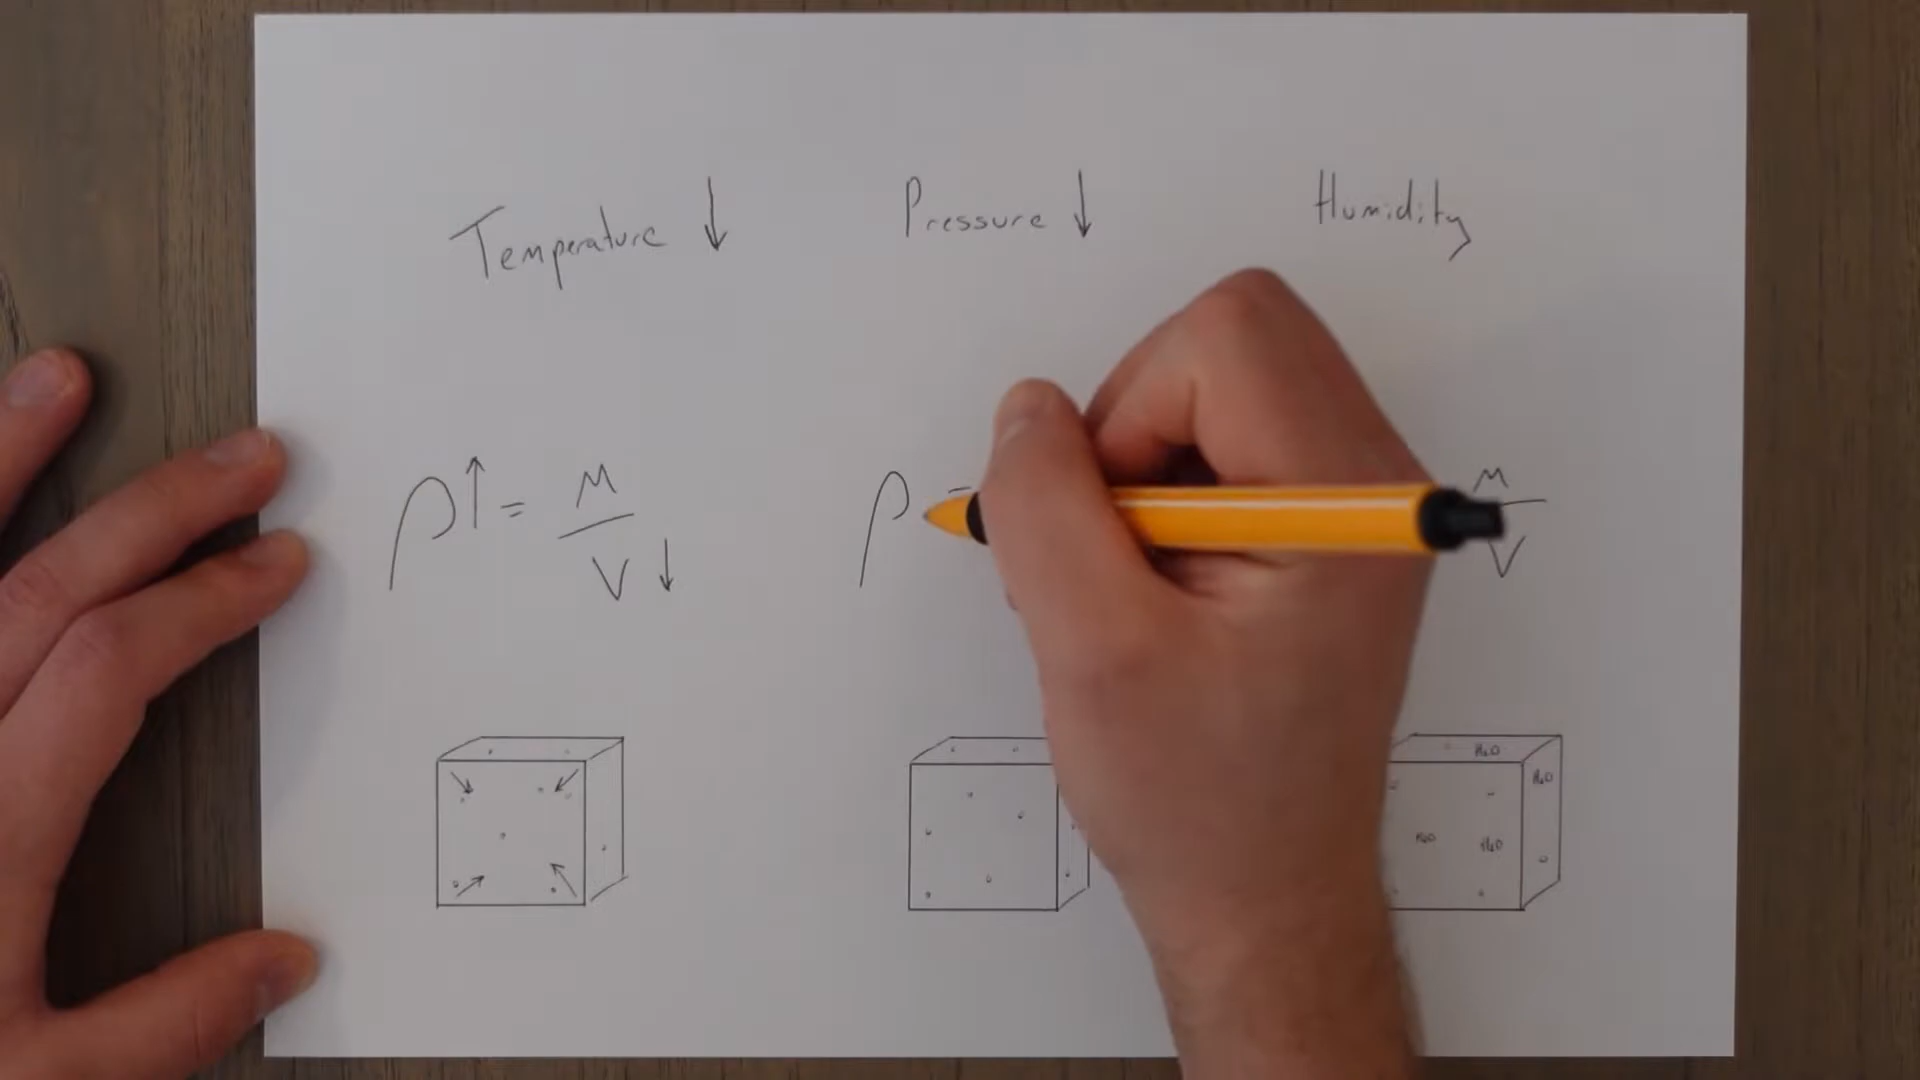 Temperature ↓
Pressure ↓
Humidity
ρ↑ = M / V↓
ρ =
M / V
H₂O
H₂O
H₂O
H₂O